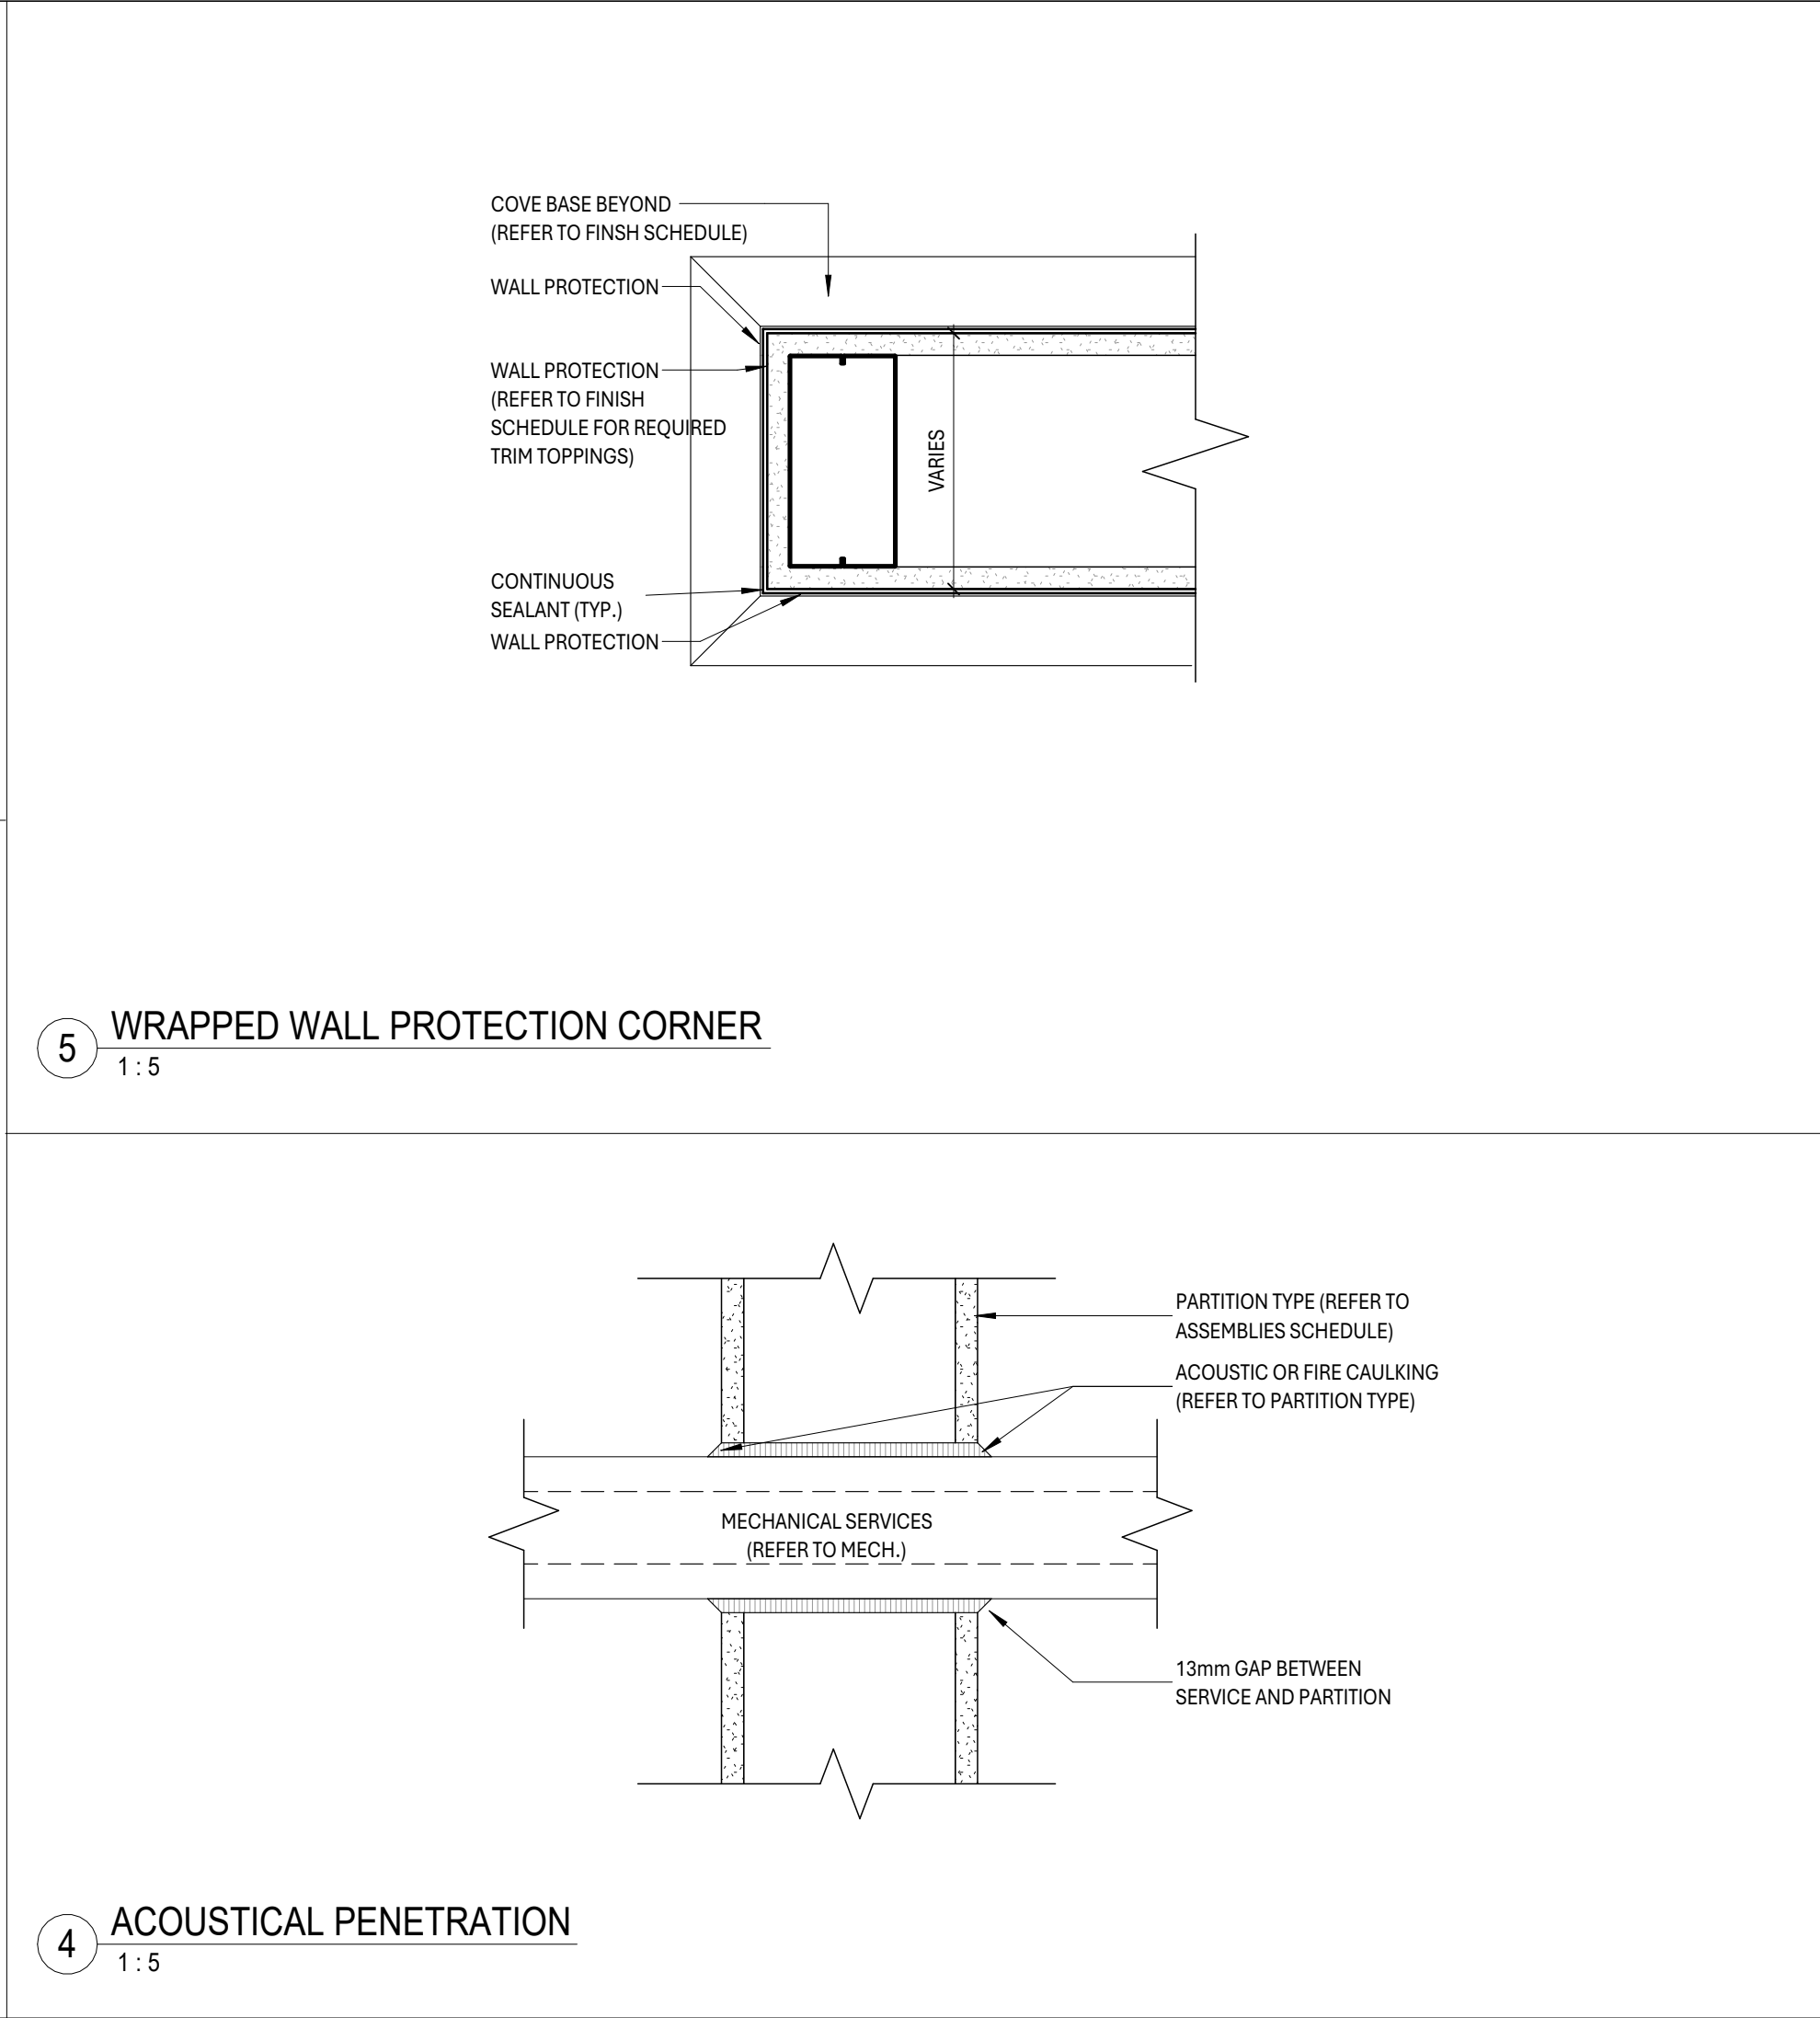 COVE BASE BEYOND
(REFER TO FINSH SCHEDULE)
WALL PROTECTION
WALL PROTECTION
(REFER TO FINISH
SCHEDULE FOR REQUIRED
TRIM TOPPINGS)
VARIES
CONTINUOUS
SEALANT (TYP.)
WALL PROTECTION
5
WRAPPED WALL PROTECTION CORNER
1 : 5
PARTITION TYPE (REFER TO
ASSEMBLIES SCHEDULE)
ACOUSTIC OR FIRE CAULKING
(REFER TO PARTITION TYPE)
MECHANICAL SERVICES
(REFER TO MECH.)
13mm GAP BETWEEN
SERVICE AND PARTITION
4
ACOUSTICAL PENETRATION
1 : 5